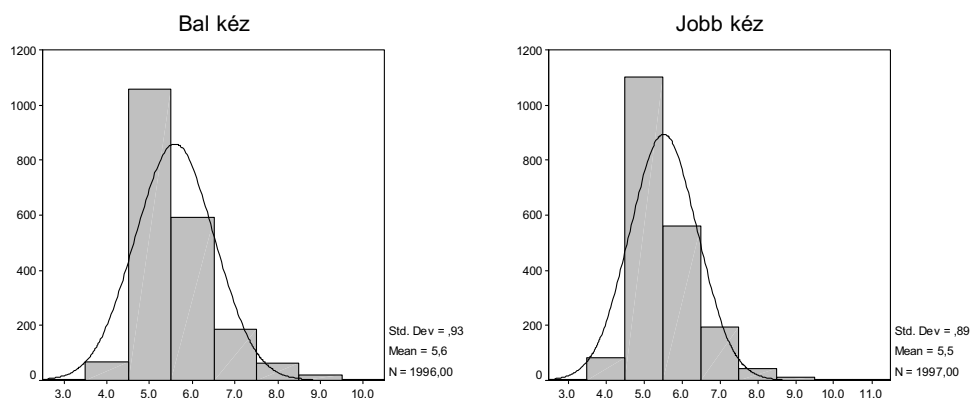 Bal kéz
1200
1000
800
600
400
200
0
3.0 4.0 5.0 6.0 7.0 8.0 9.0 10.0
Std. Dev = ,93
Mean = 5,6
N = 1996,00
Jobb kéz
1200
1000
800
600
400
200
0
3.0 4.0 5.0 6.0 7.0 8.0 9.0 10.0 11.0
Std. Dev = ,89
Mean = 5,5
N = 1997,00